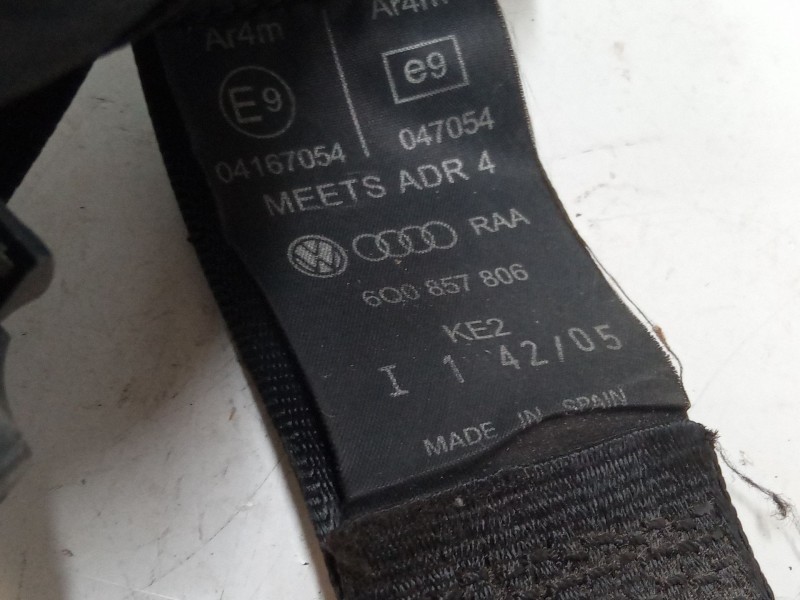 Ar4m Ar4m
E9 e9
04167054 047054
MEETS ADR 4
VW RAA
6Q0 857 806
KE2
I 1 42/05
MADE IN SPAIN